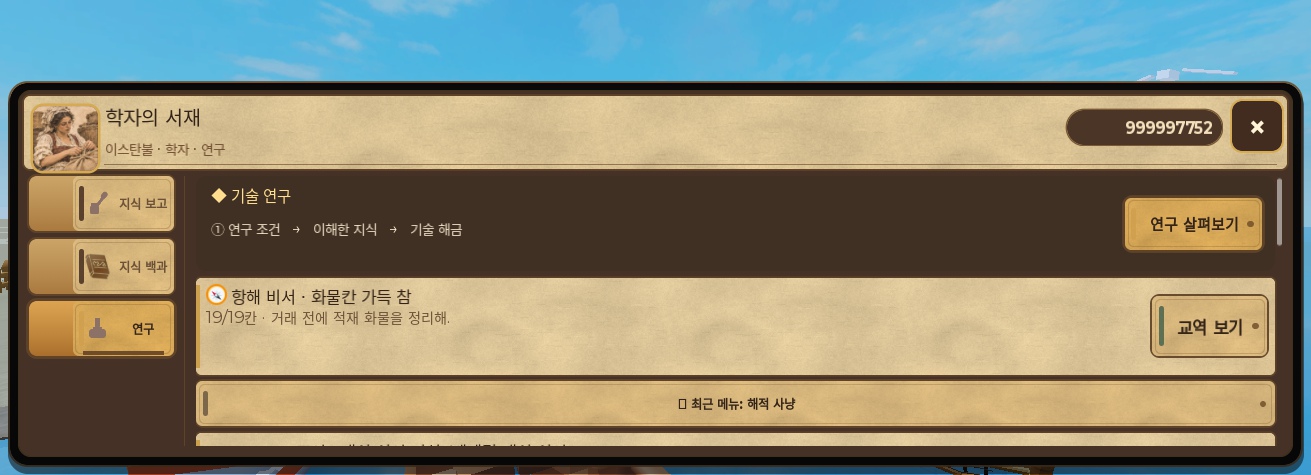 학자의 서재
이스탄불 · 학자 · 연구
999997752
지식 보고
지식 백과
연구
◆ 기술 연구
① 연구 조건 → 이해한 지식 → 기술 해금
연구 살펴보기
항해 비서 · 화물칸 가득 참
19/19칸 · 거래 전에 적재 화물을 정리해.
교역 보기
최근 메뉴: 해적 사냥